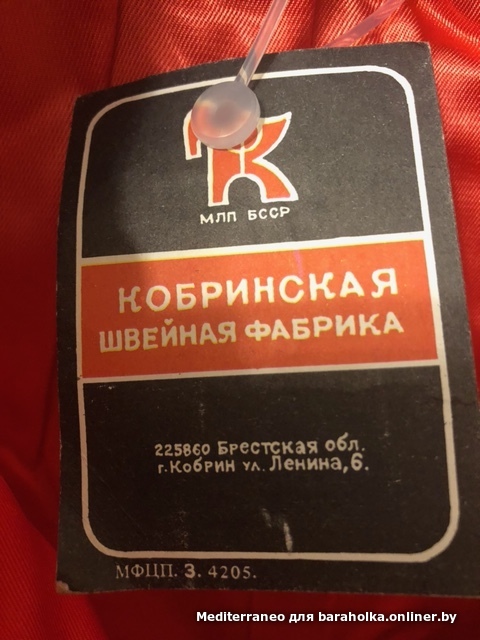 МЛП БССР
КОБРИНСКАЯ
ШВЕЙНАЯ ФАБРИКА
225860 Брестская обл.
г.Кобрин ул. Ленина,6.
МФЦП. З. 4205.
Mediterraneo для baraholka.onliner.by